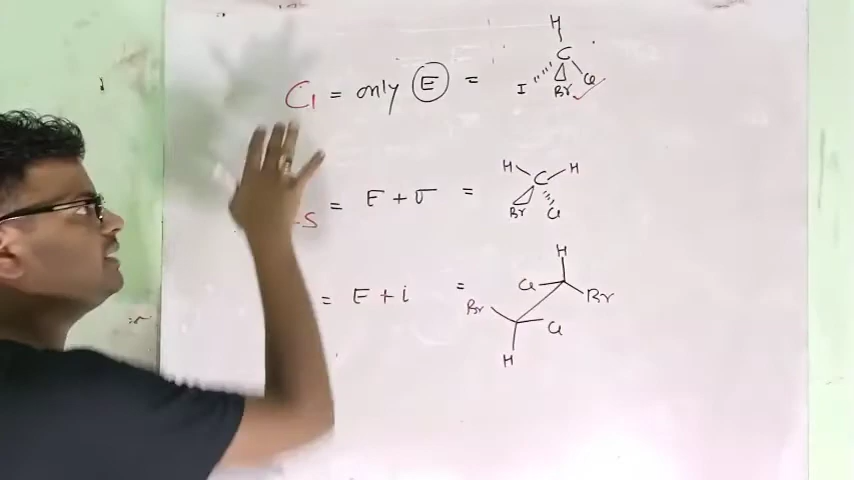 C1 = only E =
H
C
I Br Cl
S = E + σ =
H C H
Br Cl
= E + i =
H
Cl Br
Br Cl
H